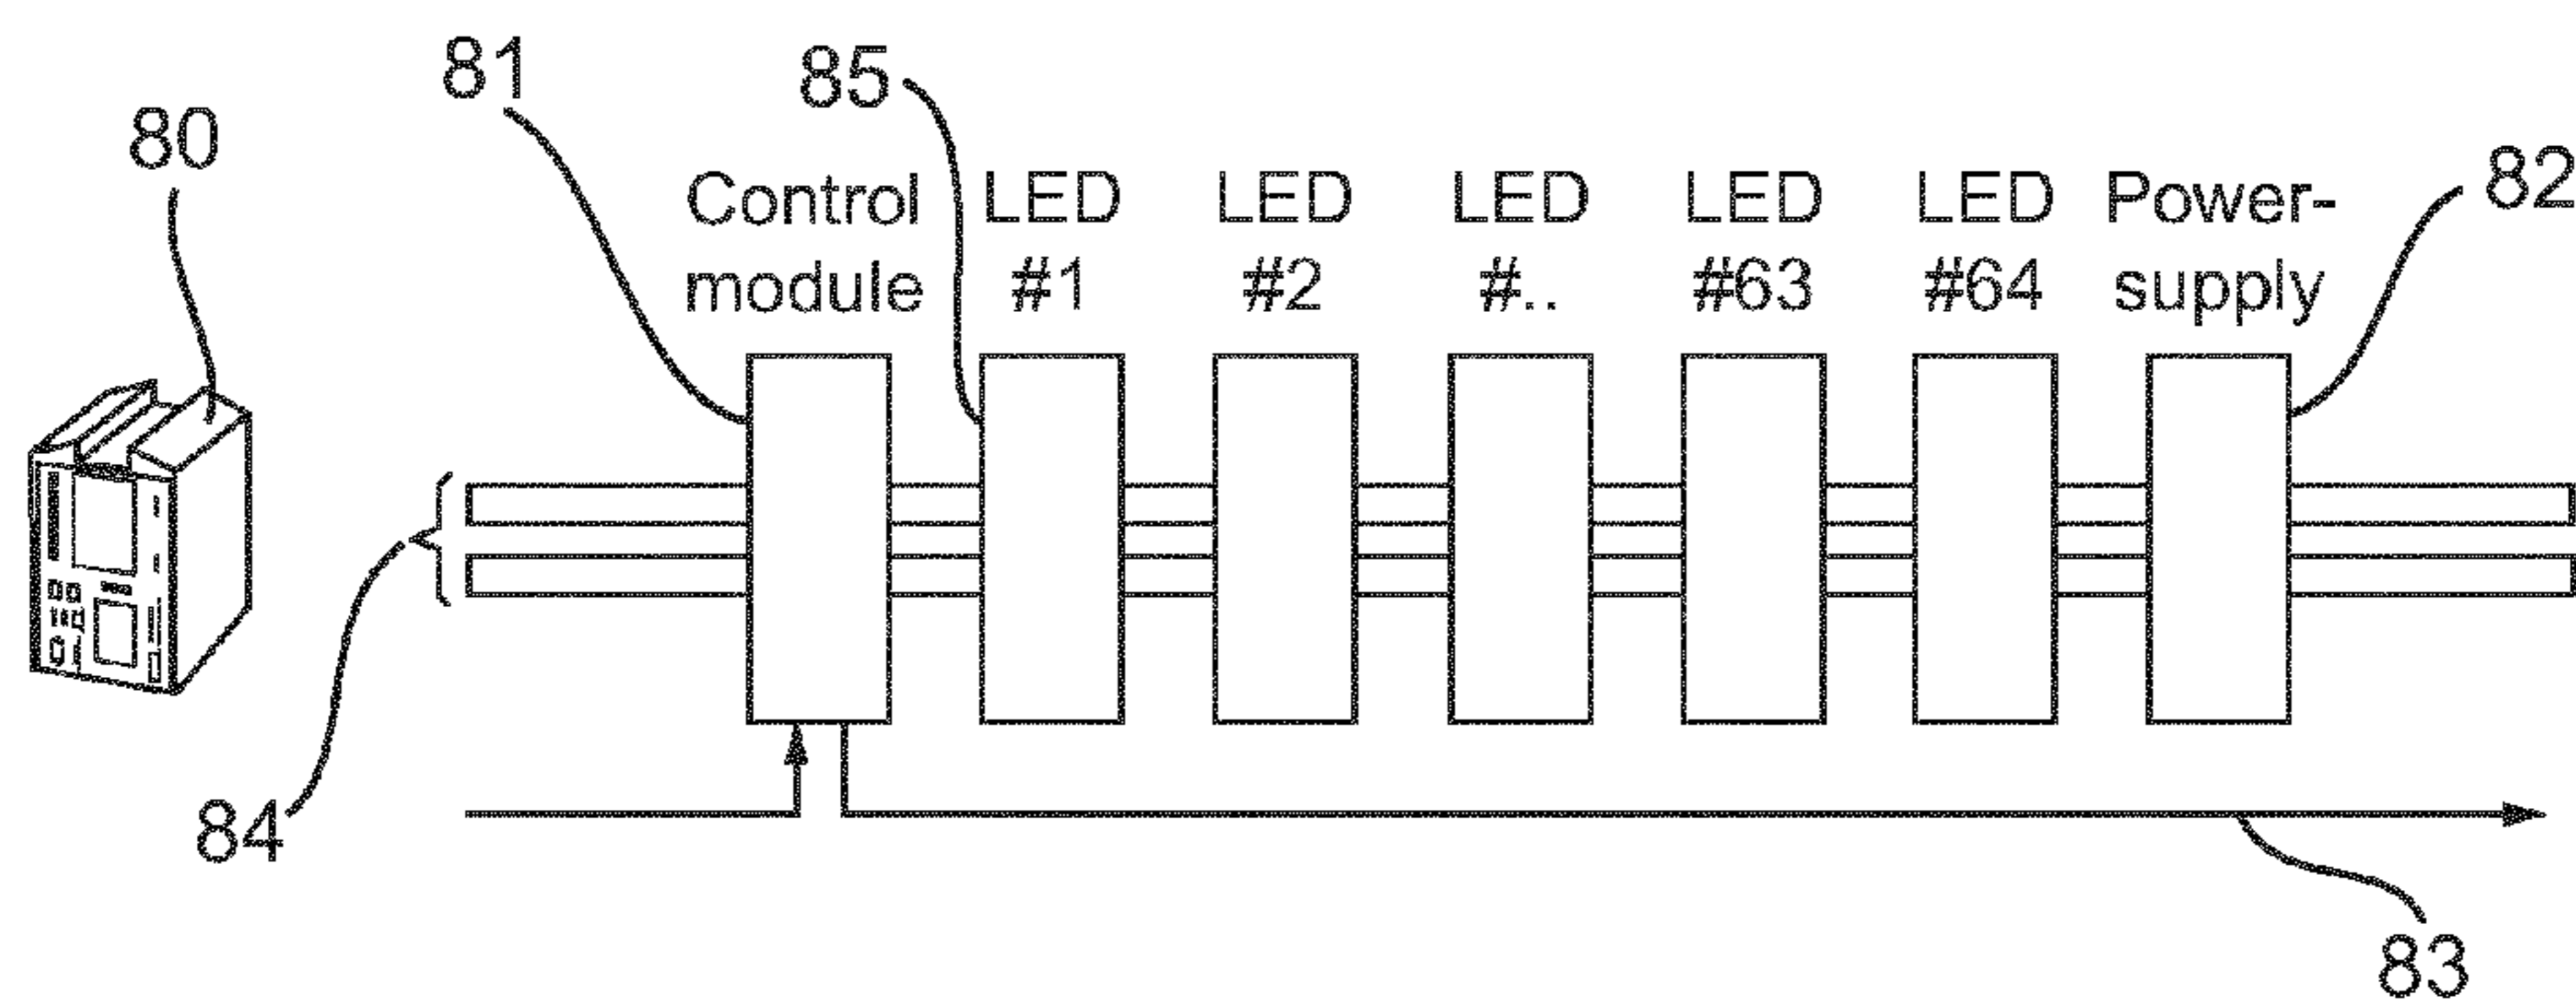 81
85
80
82
Control module
LED #1
LED #2
LED #..
LED #63
LED #64
Power-
supply
84
83